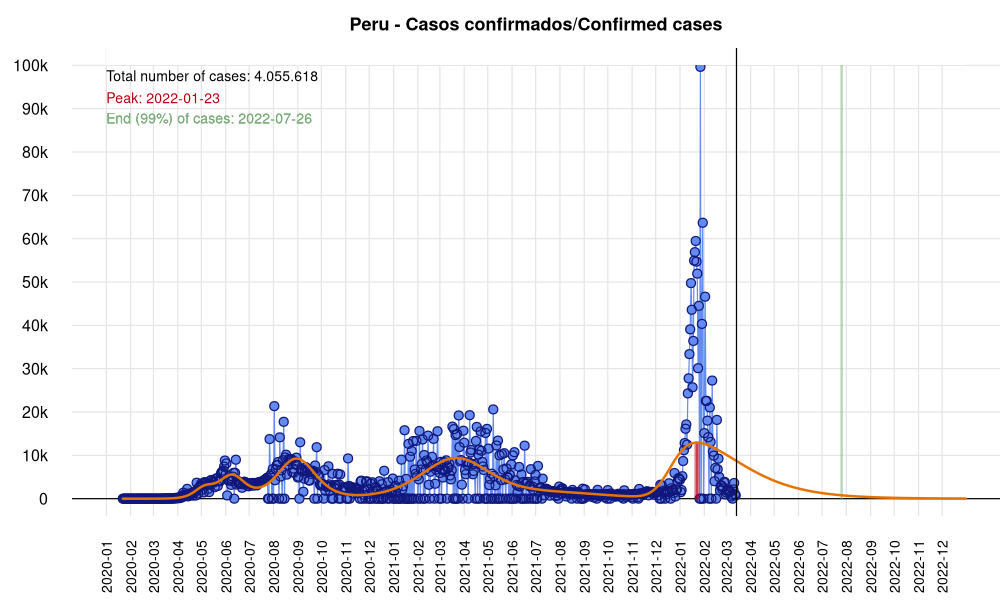 Peru - Casos confirmados/Confirmed cases
Total number of cases: 4.055.618
Peak: 2022-01-23
End (99%) of cases: 2022-07-26
100k
90k
80k
70k
60k
50k
40k
30k
20k
10k
0
2020-01
2020-02
2020-03
2020-04
2020-05
2020-06
2020-07
2020-08
2020-09
2020-10
2020-11
2020-12
2021-01
2021-02
2021-03
2021-04
2021-05
2021-06
2021-07
2021-08
2021-09
2021-10
2021-11
2021-12
2022-01
2022-02
2022-03
2022-04
2022-05
2022-06
2022-07
2022-08
2022-09
2022-10
2022-11
2022-12